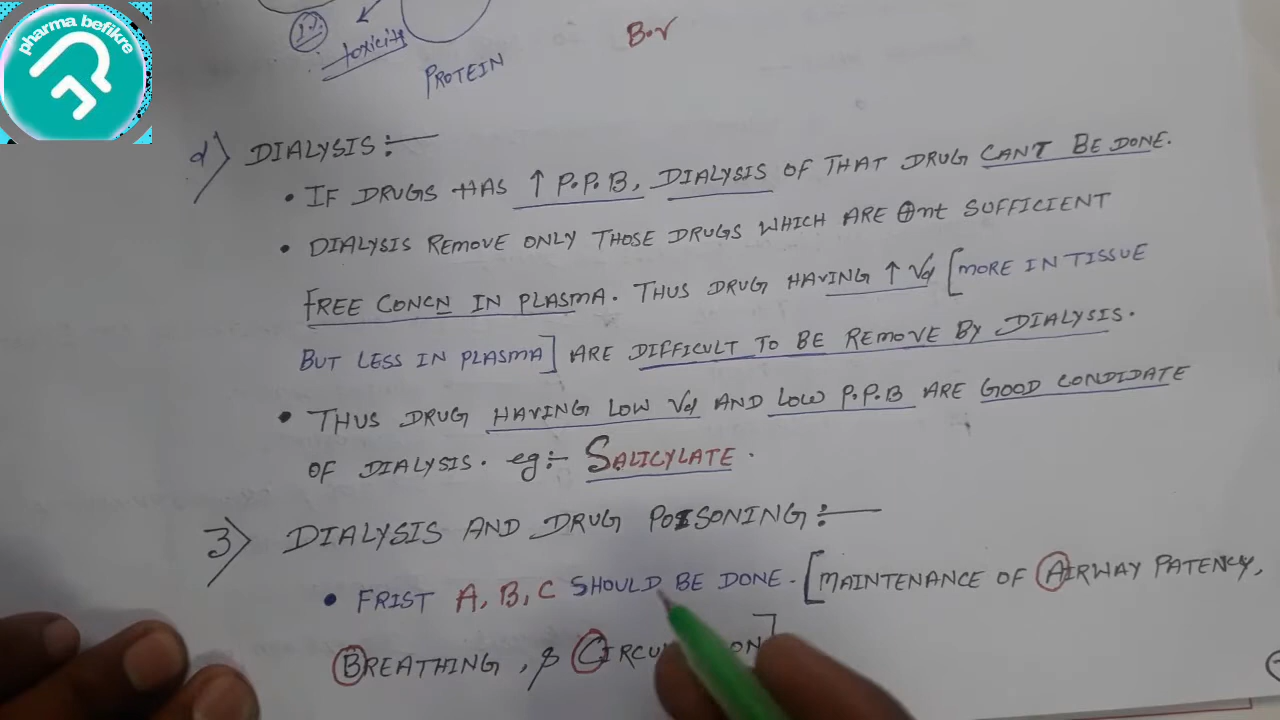 pharma befikre
toxicity
B.r
PROTEIN
d) DIALYSIS :—
• IF DRUGS HAS ↑ P.P.B, DIALYSIS OF THAT DRUG CANT BE DONE.
• DIALYSIS REMOVE ONLY THOSE DRUGS WHICH ARE ⊕nt SUFFICIENT
FREE CONCN IN PLASMA. THUS DRUG HAVING ↑ Vd [MORE IN TISSUE
BUT LESS IN PLASMA] ARE DIFFICULT TO BE REMOVE BY DIALYSIS.
• THUS DRUG HAVING LOW Vd AND LOW P.P.B ARE GOOD CONDIDATE
OF DIALYSIS. eg:- SALICYLATE.
3) DIALYSIS AND DRUG POISONING :—
• FRIST A, B, C SHOULD BE DONE. [MAINTENANCE OF AIRWAY PATENCY,
BREATHING, &